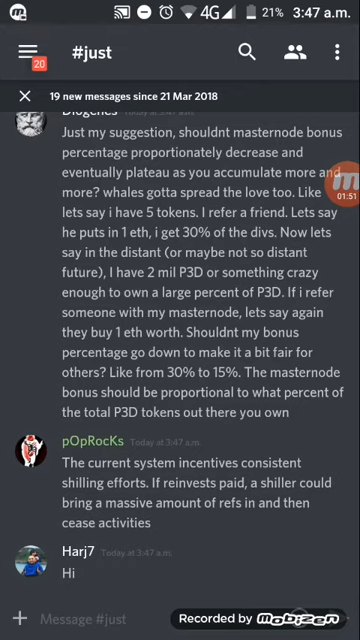 4G 21% 3:47 a.m.
#just
20
19 new messages since 21 Mar 2018
Diogenes Today at 3:47 a.m.
Just my suggestion, shouldnt masternode bonus
percentage proportionately decrease and
eventually plateau as you accumulate more and
more? whales gotta spread the love too. Like
01:51
lets say i have 5 tokens. I refer a friend. Lets say
he puts in 1 eth, i get 30% of the divs. Now lets
say in the distant (or maybe not so distant
future), I have 2 mil P3D or something crazy
enough to own a large percent of P3D. If i refer
someone with my masternode, lets say again
they buy 1 eth worth. Shouldnt my bonus
percentage go down to make it a bit fair for
others? Like from 30% to 15%. The masternode
bonus should be proportional to what percent of
the total P3D tokens out there you own
pOpRocKs Today at 3:47 a.m.
The current system incentives consistent
shilling efforts. If reinvests paid, a shiller could
bring a massive amount of refs in and then
cease activities
Harj7 Today at 3:47 a.m.
Hi
Message #just
Recorded by mobizen